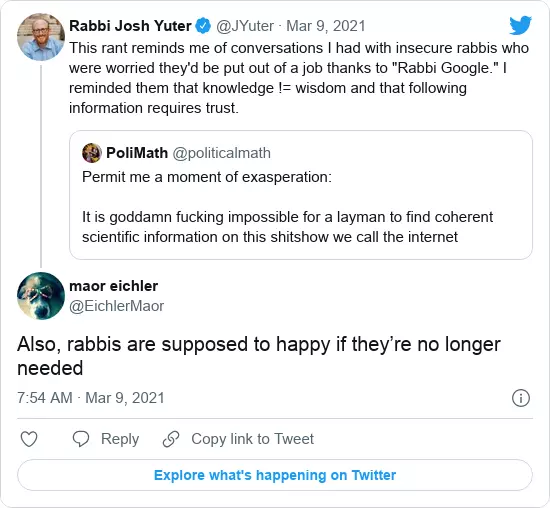 Rabbi Josh Yuter @JYuter · Mar 9, 2021
This rant reminds me of conversations I had with insecure rabbis who
were worried they'd be put out of a job thanks to "Rabbi Google." I
reminded them that knowledge != wisdom and that following
information requires trust.
PoliMath @politicalmath
Permit me a moment of exasperation:
It is goddamn fucking impossible for a layman to find coherent
scientific information on this shitshow we call the internet
maor eichler
@EichlerMaor
Also, rabbis are supposed to happy if they’re no longer
needed
7:54 AM · Mar 9, 2021
Reply Copy link to Tweet
Explore what's happening on Twitter